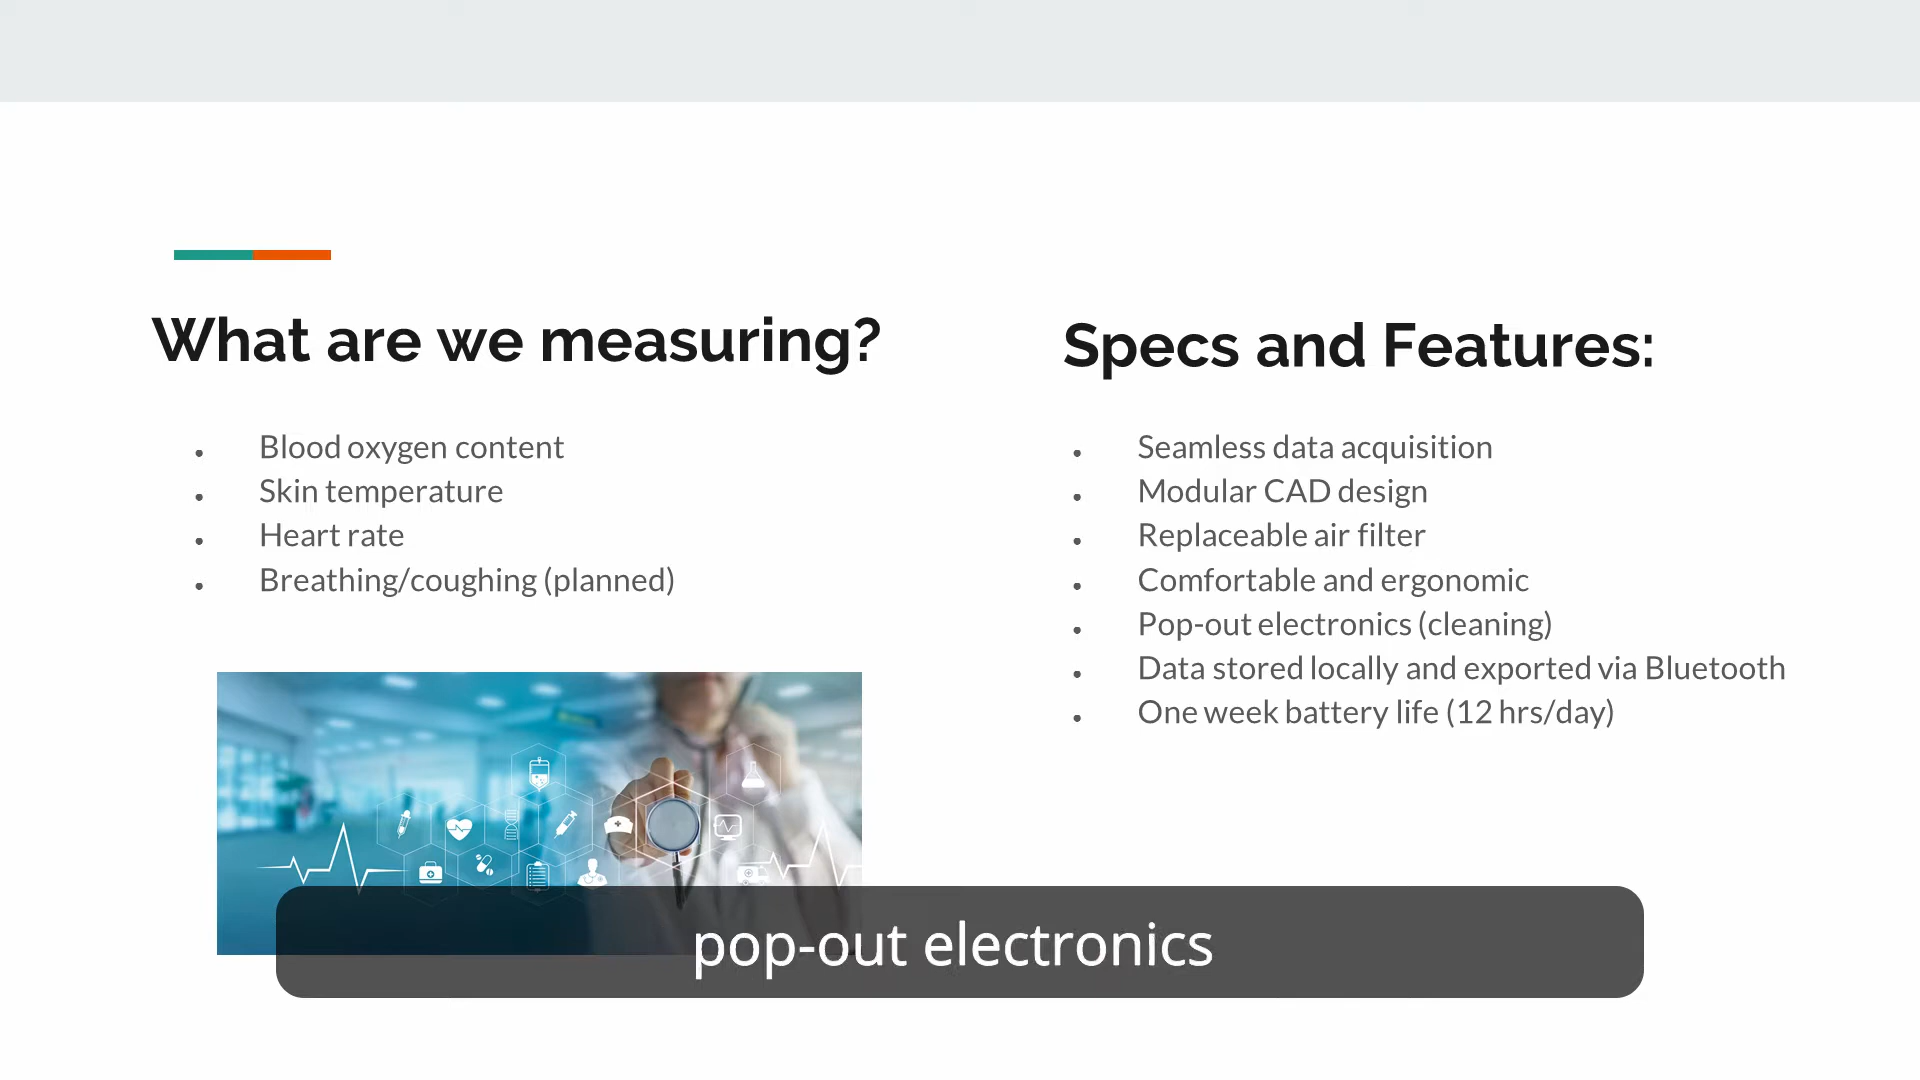 What are we measuring?
Blood oxygen content
Skin temperature
Heart rate
Breathing/coughing (planned)
Specs and Features:
Seamless data acquisition
Modular CAD design
Replaceable air filter
Comfortable and ergonomic
Pop-out electronics (cleaning)
Data stored locally and exported via Bluetooth
One week battery life (12 hrs/day)
pop-out electronics